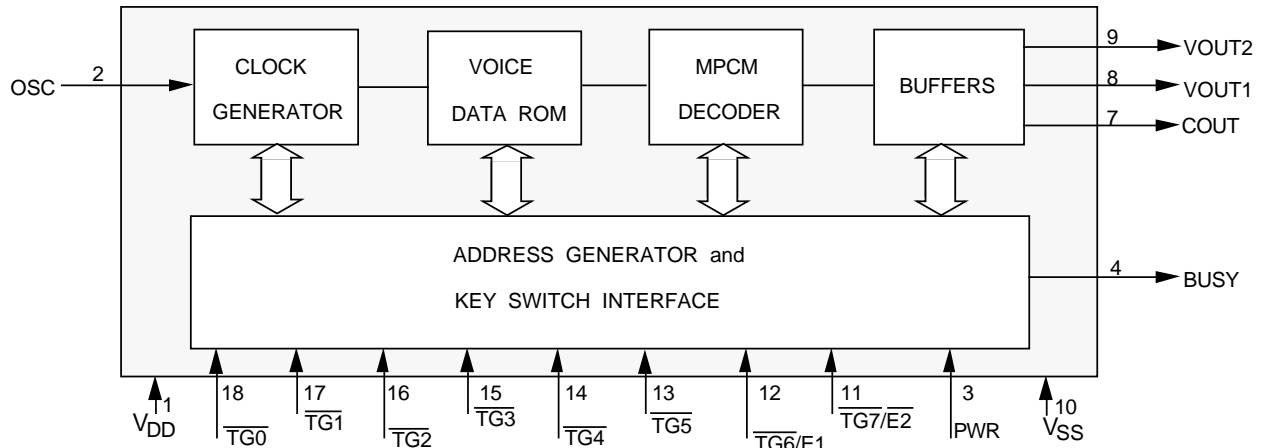 OSC
2
CLOCK
GENERATOR
VOICE
DATA ROM
MPCM
DECODER
BUFFERS
9
VOUT2
8
VOUT1
7
COUT
ADDRESS GENERATOR and
KEY SWITCH INTERFACE
4
BUSY
1
VDD
18
TG0
17
TG1
16
TG2
15
TG3
14
TG4
13
TG5
12
TG6/E1
11
TG7/E2
3
PWR
10
VSS